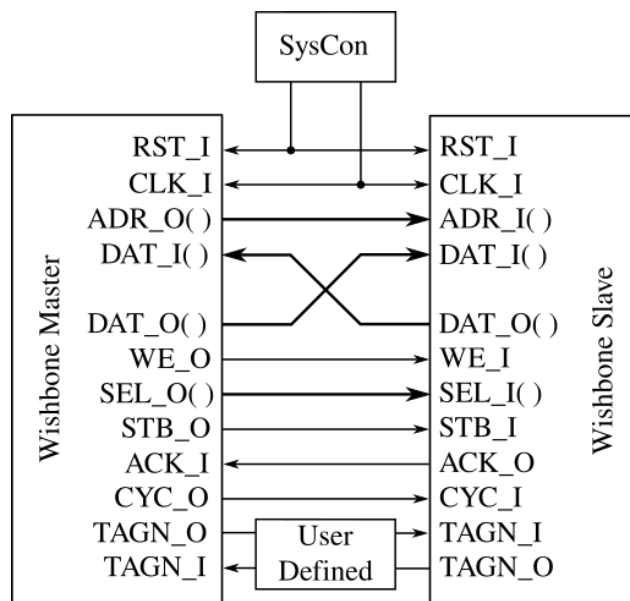 SysCon
RST_I RST_I
CLK_I CLK_I
ADR_O( ) ADR_I( )
DAT_I( ) DAT_I( )
DAT_O( ) DAT_O( )
WE_O WE_I
SEL_O( ) SEL_I( )
STB_O STB_I
ACK_I ACK_O
CYC_O CYC_I
TAGN_O User TAGN_I
TAGN_I Defined TAGN_O
Wishbone Master
Wishbone Slave